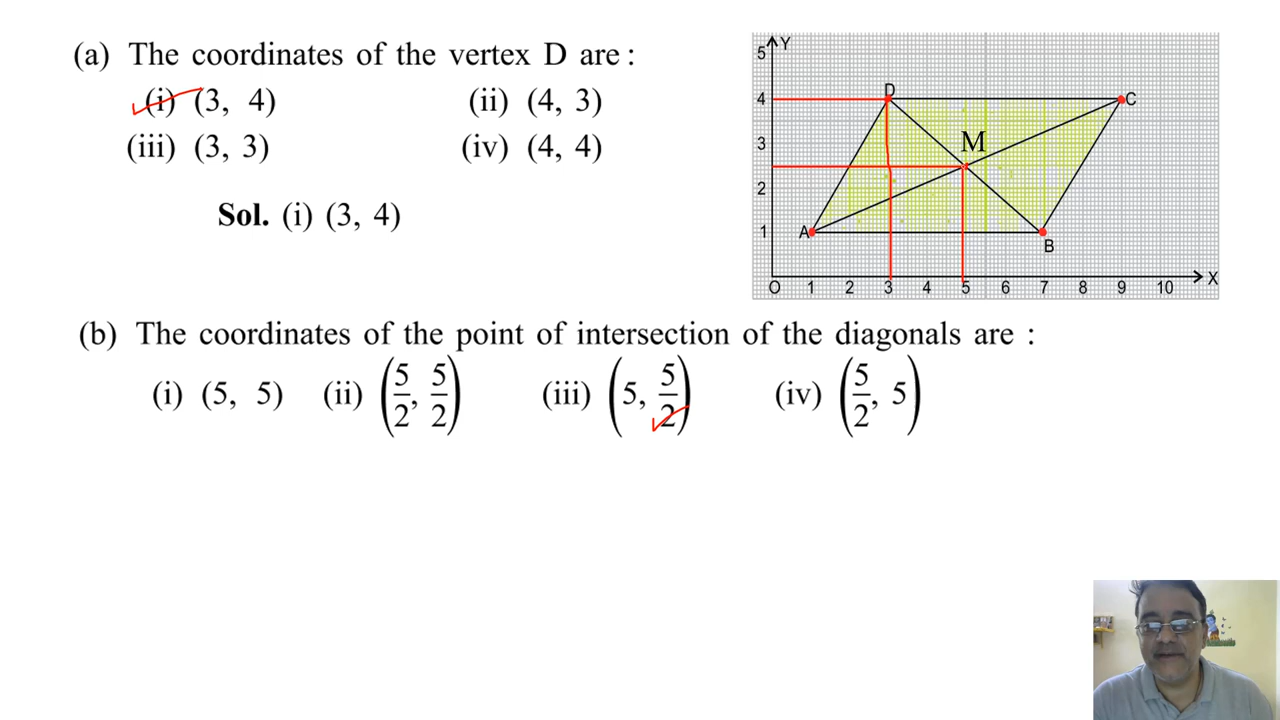 (a) The coordinates of the vertex D are :
(i) (3, 4) (ii) (4, 3)
(iii) (3, 3) (iv) (4, 4)
Sol. (i) (3, 4)
5 Y
4 D C
3 M
2
1 A B
O 1 2 3 4 5 6 7 8 9 10 X
(b) The coordinates of the point of intersection of the diagonals are :
(i) (5, 5) (ii) (5/2, 5/2) (iii) (5, 5/2) (iv) (5/2, 5)